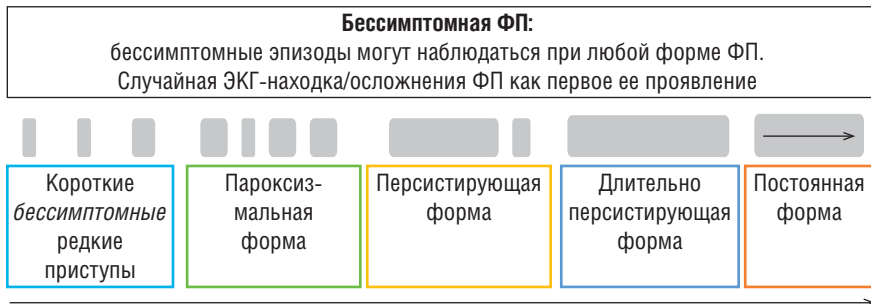 Бессимптомная ФП:
бессимптомные эпизоды могут наблюдаться при любой форме ФП.
Случайная ЭКГ-находка/осложнения ФП как первое ее проявление
Короткие
бессимптомные
редкие
приступы
Пароксиз-
мальная
форма
Персистирующая
форма
Длительно
персистирующая
форма
Постоянная
форма